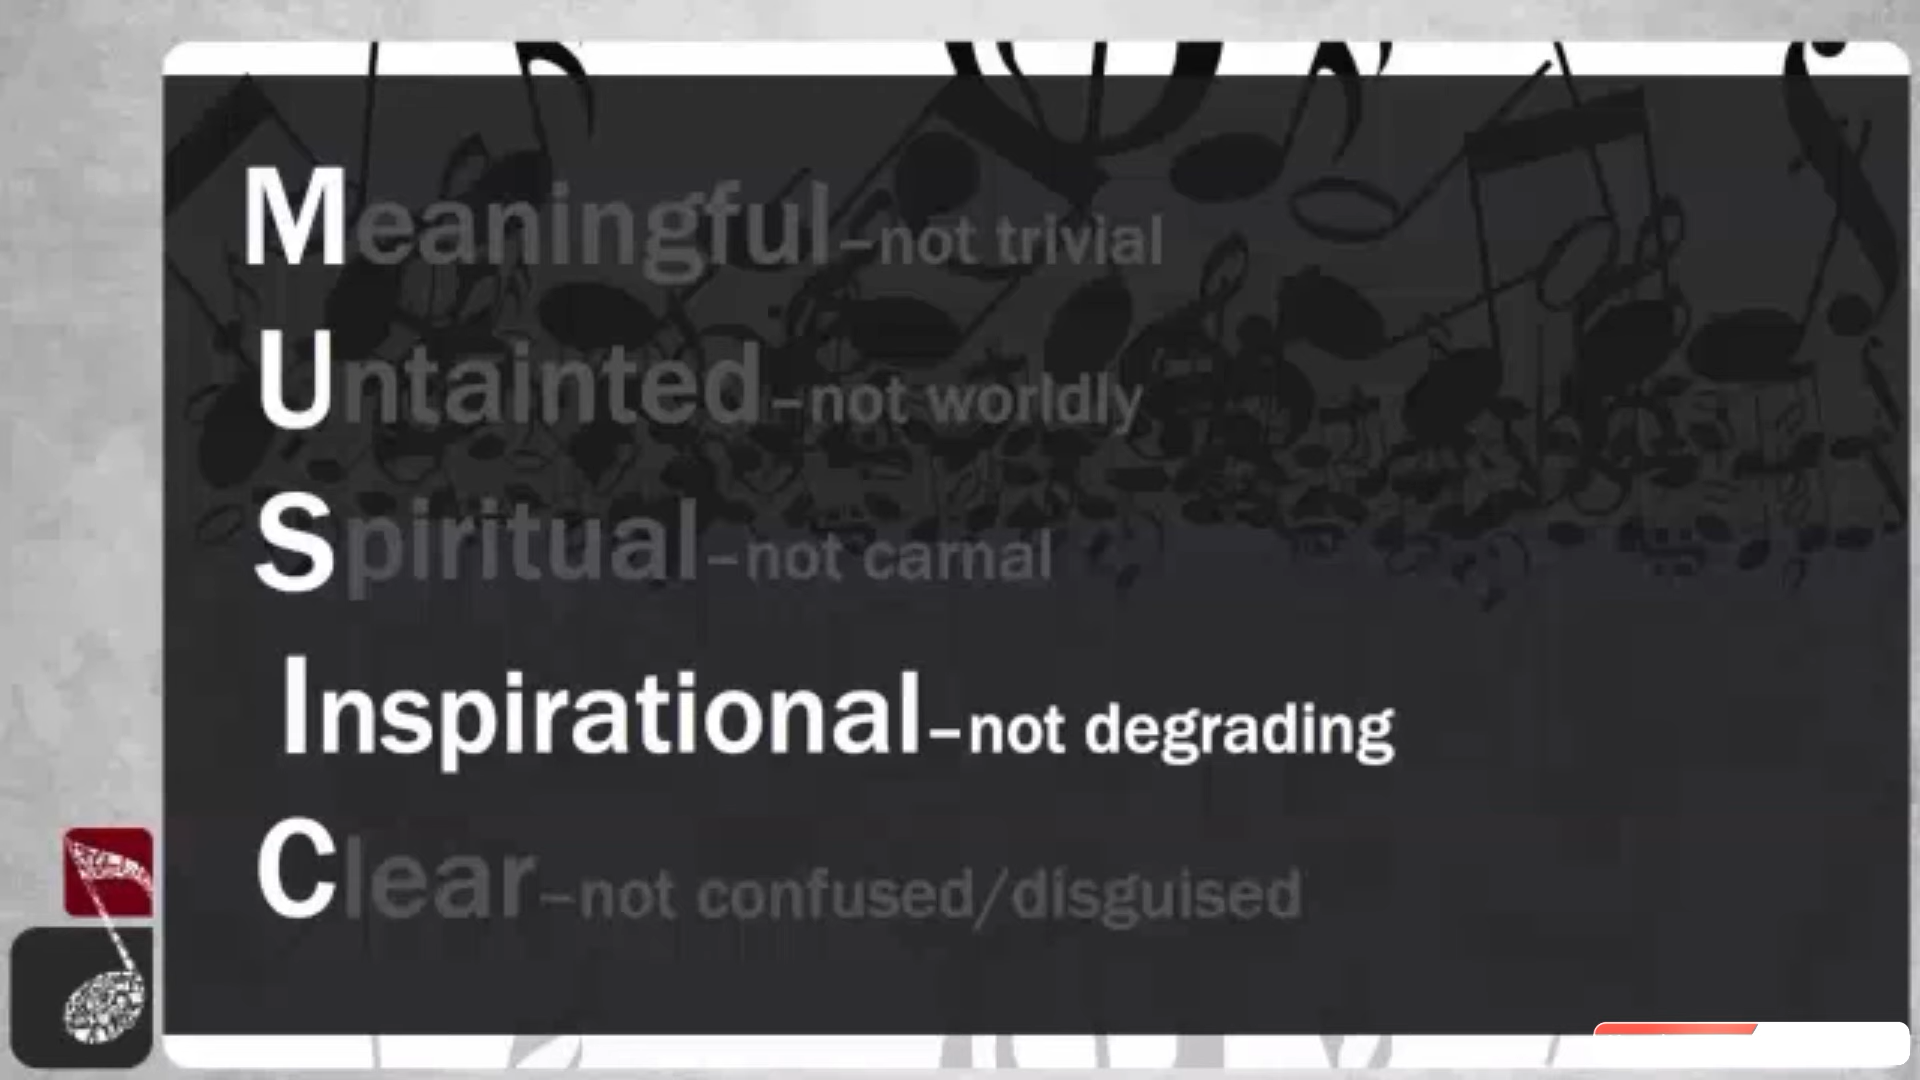 Meaningful–not trivial
Untainted–not worldly
Spiritual–not carnal
Inspirational–not degrading
Clear–not confused/disguised